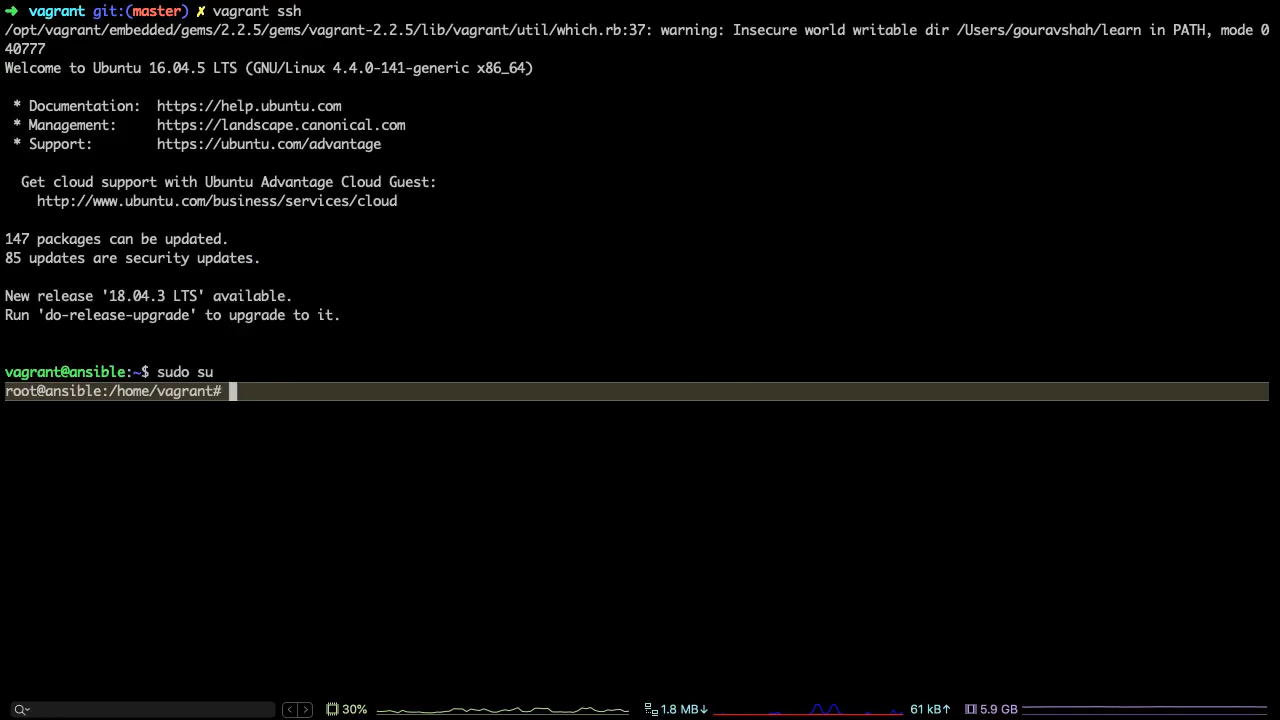 ➜  vagrant git:(master) ✗ vagrant ssh
/opt/vagrant/embedded/gems/2.2.5/gems/vagrant-2.2.5/lib/vagrant/util/which.rb:37: warning: Insecure world writable dir /Users/gouravshah/learn in PATH, mode 0
40777
Welcome to Ubuntu 16.04.5 LTS (GNU/Linux 4.4.0-141-generic x86_64)
 * Documentation:  https://help.ubuntu.com
 * Management:     https://landscape.canonical.com
 * Support:        https://ubuntu.com/advantage
  Get cloud support with Ubuntu Advantage Cloud Guest:
    http://www.ubuntu.com/business/services/cloud
147 packages can be updated.
85 updates are security updates.
New release '18.04.3 LTS' available.
Run 'do-release-upgrade' to upgrade to it.
vagrant@ansible:~$ sudo su
root@ansible:/home/vagrant#
30% 1.8 MB↓ 61 kB↑ 5.9 GB